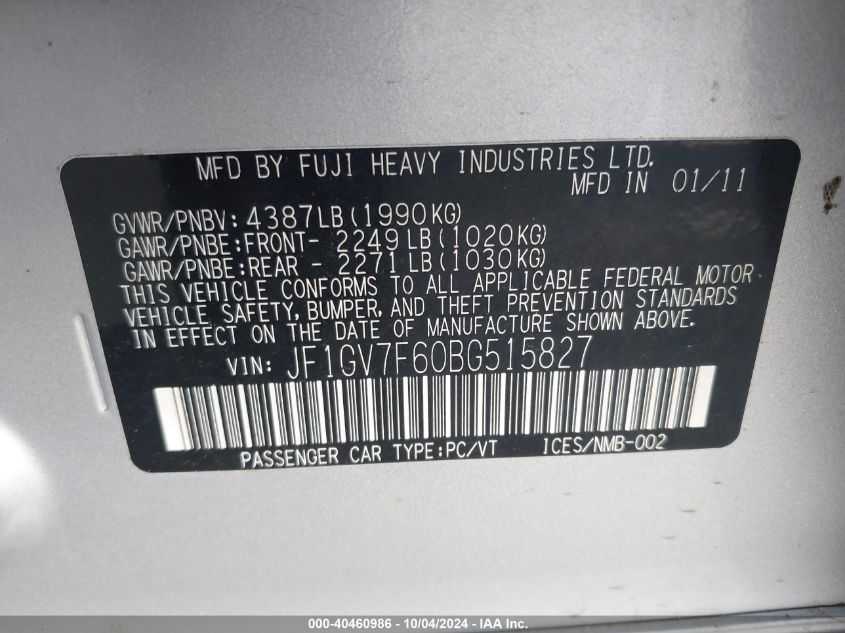 MFD BY FUJI HEAVY INDUSTRIES LTD.
MFD IN 01/11
GVWR/PNBV: 4387LB(1990KG)
GAWR/PNBE:FRONT- 2249LB(1020KG)
GAWR/PNBE:REAR - 2271LB(1030KG)
THIS VEHICLE CONFORMS TO ALL APPLICABLE FEDERAL MOTOR
VEHICLE SAFETY, BUMPER, AND THEFT PREVENTION STANDARDS
IN EFFECT ON THE DATE OF MANUFACTURE SHOWN ABOVE.
VIN: JF1GV7F60BG515827
PASSENGER CAR TYPE:PC/VT ICES/NMB-002
000-40460986 - 10/04/2024 - IAA Inc.